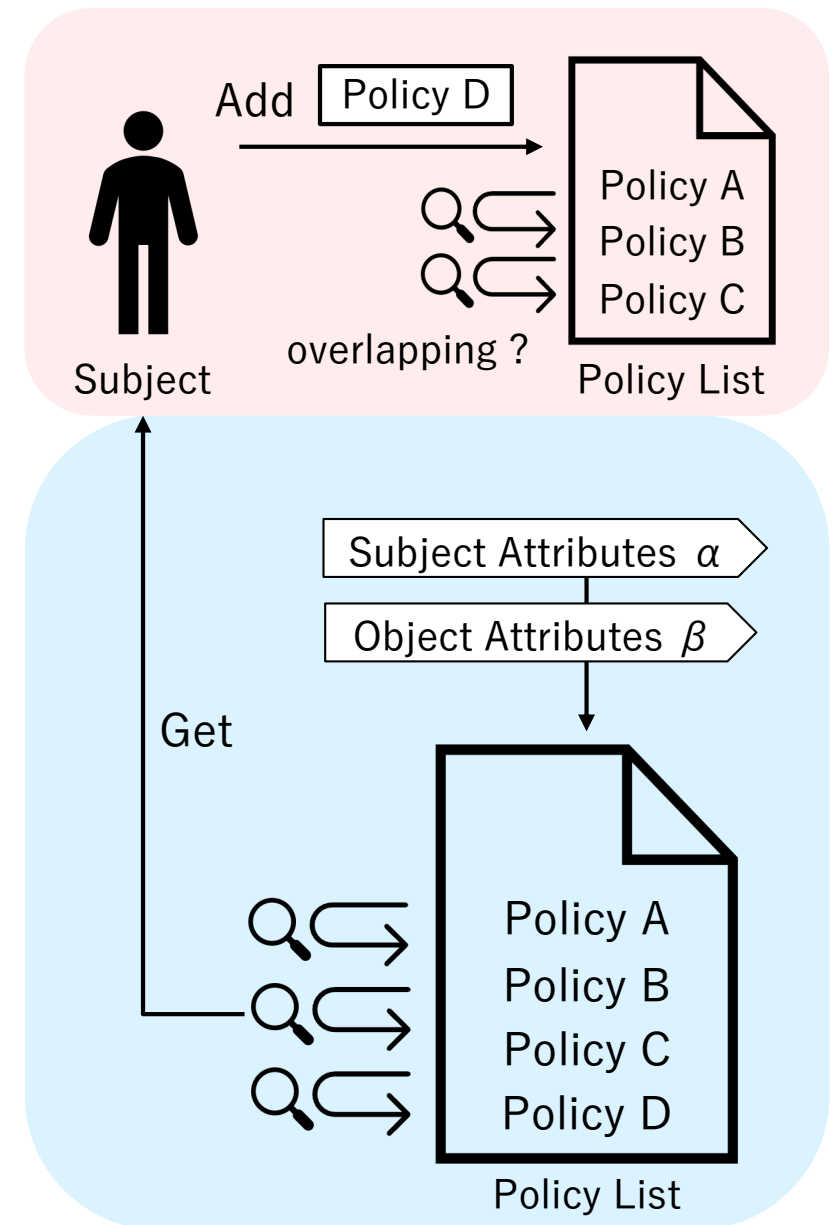 Add Policy D
Policy A
Policy B
Policy C
overlapping ?
Subject
Policy List
Subject Attributes α
Object Attributes β
Get
Policy A
Policy B
Policy C
Policy D
Policy List